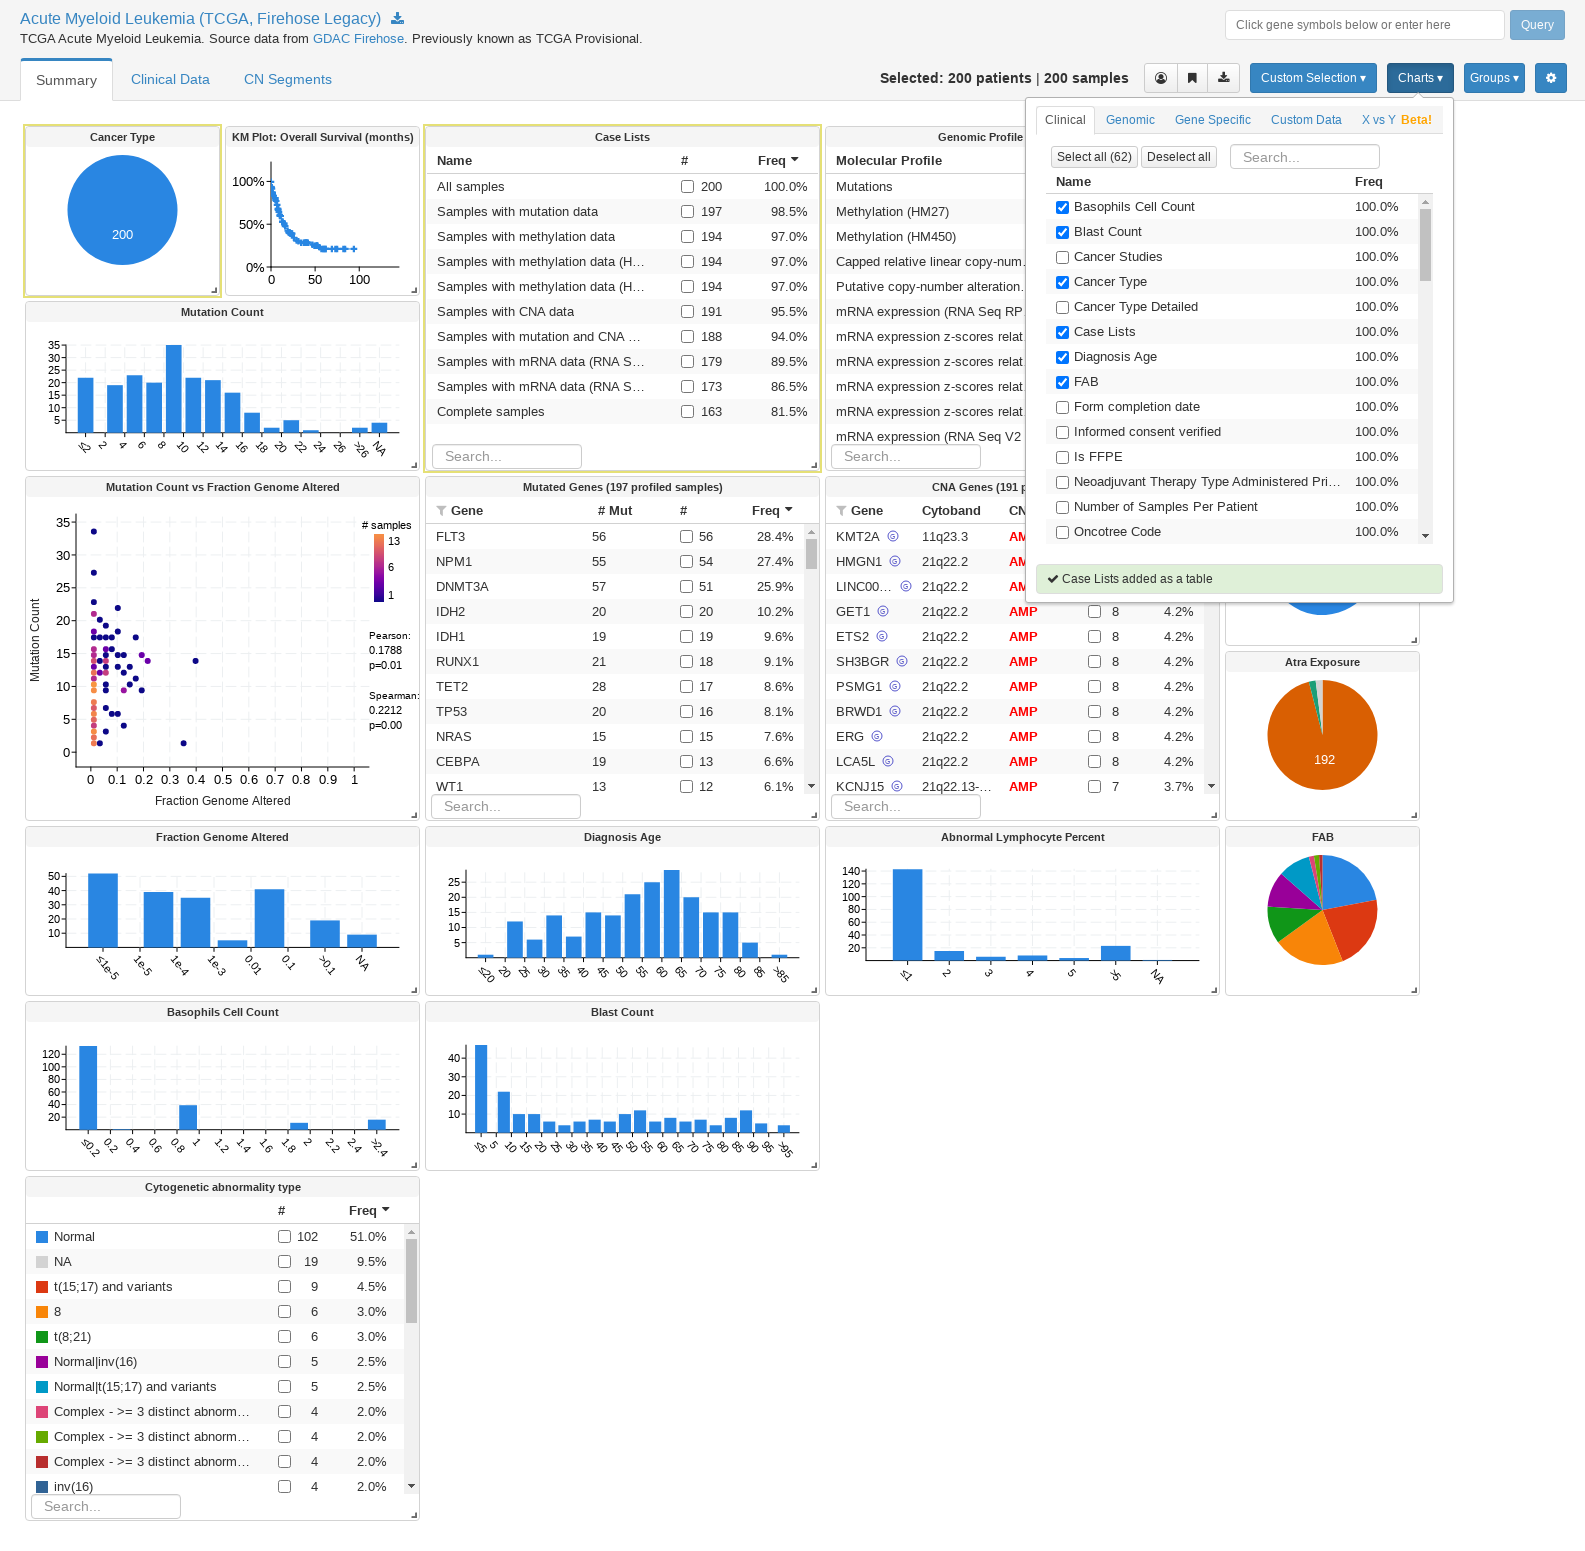 Acute Myeloid Leukemia (TCGA, Firehose Legacy)
TCGA Acute Myeloid Leukemia. Source data from GDAC Firehose. Previously known as TCGA Provisional.
Click gene symbols below or enter here
Query
Summary
Clinical Data
CN Segments
Selected: 200 patients | 200 samples
Custom Selection ▾
Charts ▾
Groups ▾
Clinical
Genomic
Gene Specific
Custom Data
X vs Y Beta!
Select all (62)
Deselect all
Search...
Name Freq
Basophils Cell Count 100.0%
Blast Count 100.0%
Cancer Studies 100.0%
Cancer Type 100.0%
Cancer Type Detailed 100.0%
Case Lists 100.0%
Diagnosis Age 100.0%
FAB 100.0%
Form completion date 100.0%
Informed consent verified 100.0%
Is FFPE 100.0%
Neoadjuvant Therapy Type Administered Pri... 100.0%
Number of Samples Per Patient 100.0%
Oncotree Code 100.0%
Case Lists added as a table
Cancer Type
200
KM Plot: Overall Survival (months)
100%
50%
0%
0 50 100
Case Lists
Name # Freq
All samples 200 100.0%
Samples with mutation data 197 98.5%
Samples with methylation data 194 97.0%
Samples with methylation data (H... 194 97.0%
Samples with methylation data (H... 194 97.0%
Samples with CNA data 191 95.5%
Samples with mutation and CNA ... 188 94.0%
Samples with mRNA data (RNA S... 179 89.5%
Samples with mRNA data (RNA S... 173 86.5%
Complete samples 163 81.5%
Search...
Genomic Profile
Molecular Profile
Mutations
Methylation (HM27)
Methylation (HM450)
Capped relative linear copy-num...
Putative copy-number alteration...
mRNA expression (RNA Seq RP
mRNA expression z-scores relat
mRNA expression z-scores relat
mRNA expression z-scores relat
mRNA expression z-scores relat
mRNA expression (RNA Seq V2
Search...
Mutation Count
35
30
25
20
15
10
5
≤2 2 4 6 8 10 12 14 16 18 20 22 24 26 >26 NA
Mutation Count vs Fraction Genome Altered
Mutation Count
35
30
25
20
15
10
5
0
0 0.1 0.2 0.3 0.4 0.5 0.6 0.7 0.8 0.9 1
Fraction Genome Altered
# samples
13
6
1
Pearson:
0.1788
p=0.01
Spearman:
0.2212
p=0.00
Mutated Genes (197 profiled samples)
Gene # Mut # Freq
FLT3 56 56 28.4%
NPM1 55 54 27.4%
DNMT3A 57 51 25.9%
IDH2 20 20 10.2%
IDH1 19 19 9.6%
RUNX1 21 18 9.1%
TET2 28 17 8.6%
TP53 20 16 8.1%
NRAS 15 15 7.6%
CEBPA 19 13 6.6%
WT1 13 12 6.1%
Search...
CNA Genes (191 p
Gene Cytoband CN
KMT2A G 11q23.3 AM
HMGN1 G 21q22.2 AM
LINC00... G 21q22.2 AM
GET1 G 21q22.2 AMP 8 4.2%
ETS2 G 21q22.2 AMP 8 4.2%
SH3BGR G 21q22.2 AMP 8 4.2%
PSMG1 G 21q22.2 AMP 8 4.2%
BRWD1 G 21q22.2 AMP 8 4.2%
ERG G 21q22.2 AMP 8 4.2%
LCA5L G 21q22.2 AMP 8 4.2%
KCNJ15 G 21q22.13-... AMP 7 3.7%
Search...
Atra Exposure
192
Fraction Genome Altered
50
40
30
20
10
≤1e-5 1e-5 1e-4 1e-3 0.01 0.1 >0.1 NA
Diagnosis Age
25
20
15
10
5
≤20 20 25 30 35 40 45 50 55 60 65 70 75 80 85 >85
Abnormal Lymphocyte Percent
140
120
100
80
60
40
20
≤1 2 3 4 5 >5 NA
FAB
Basophils Cell Count
120
100
80
60
40
20
≤0.2 0.2 0.4 0.6 0.8 1 1.2 1.4 1.6 1.8 2 2.2 2.4 >2.4
Blast Count
40
30
20
10
≤5 5 10 15 20 25 30 35 40 45 50 55 60 65 70 75 80 85 90 95 >95
Cytogenetic abnormality type
# Freq
Normal 102 51.0%
NA 19 9.5%
t(15;17) and variants 9 4.5%
8 6 3.0%
t(8;21) 6 3.0%
Normal|inv(16) 5 2.5%
Normal|t(15;17) and variants 5 2.5%
Complex - >= 3 distinct abnorm... 4 2.0%
Complex - >= 3 distinct abnorm... 4 2.0%
Complex - >= 3 distinct abnorm... 4 2.0%
inv(16) 4 2.0%
Search...